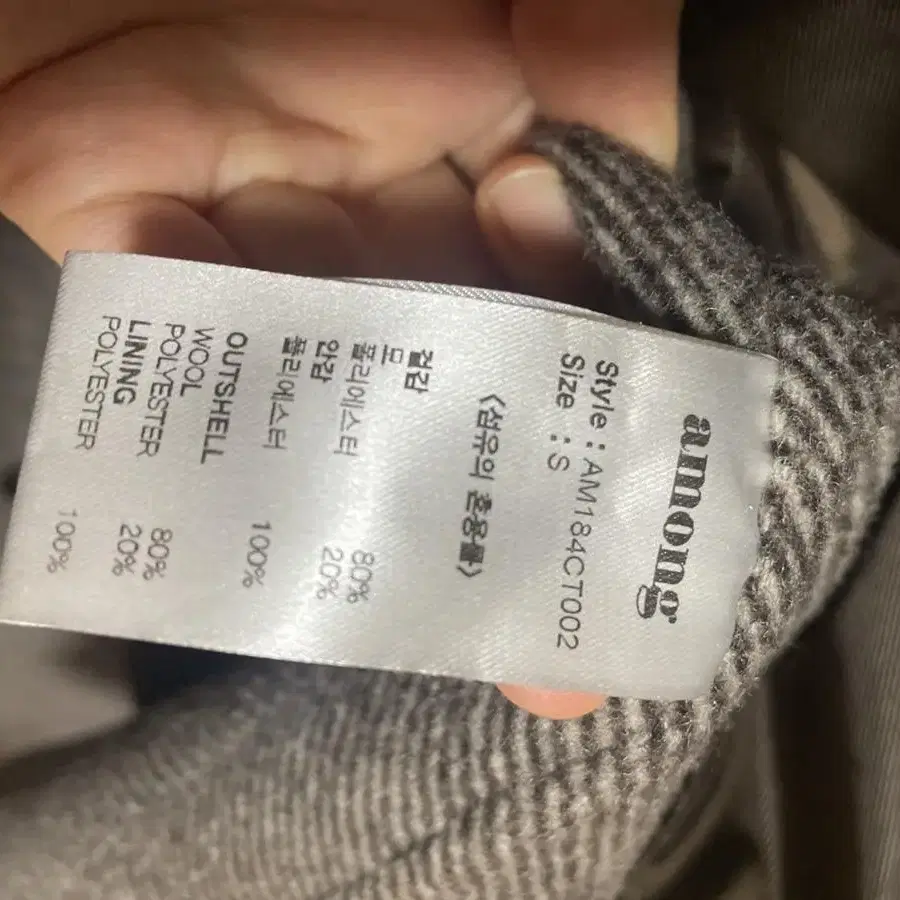 among
Style : AM184CT002
Size : S
<섬유의 혼용률>
겉감
모 80%
폴리에스터 20%
안감
폴리에스터 100%
OUTSHELL
WOOL 80%
POLYESTER 20%
LINING
POLYESTER 100%